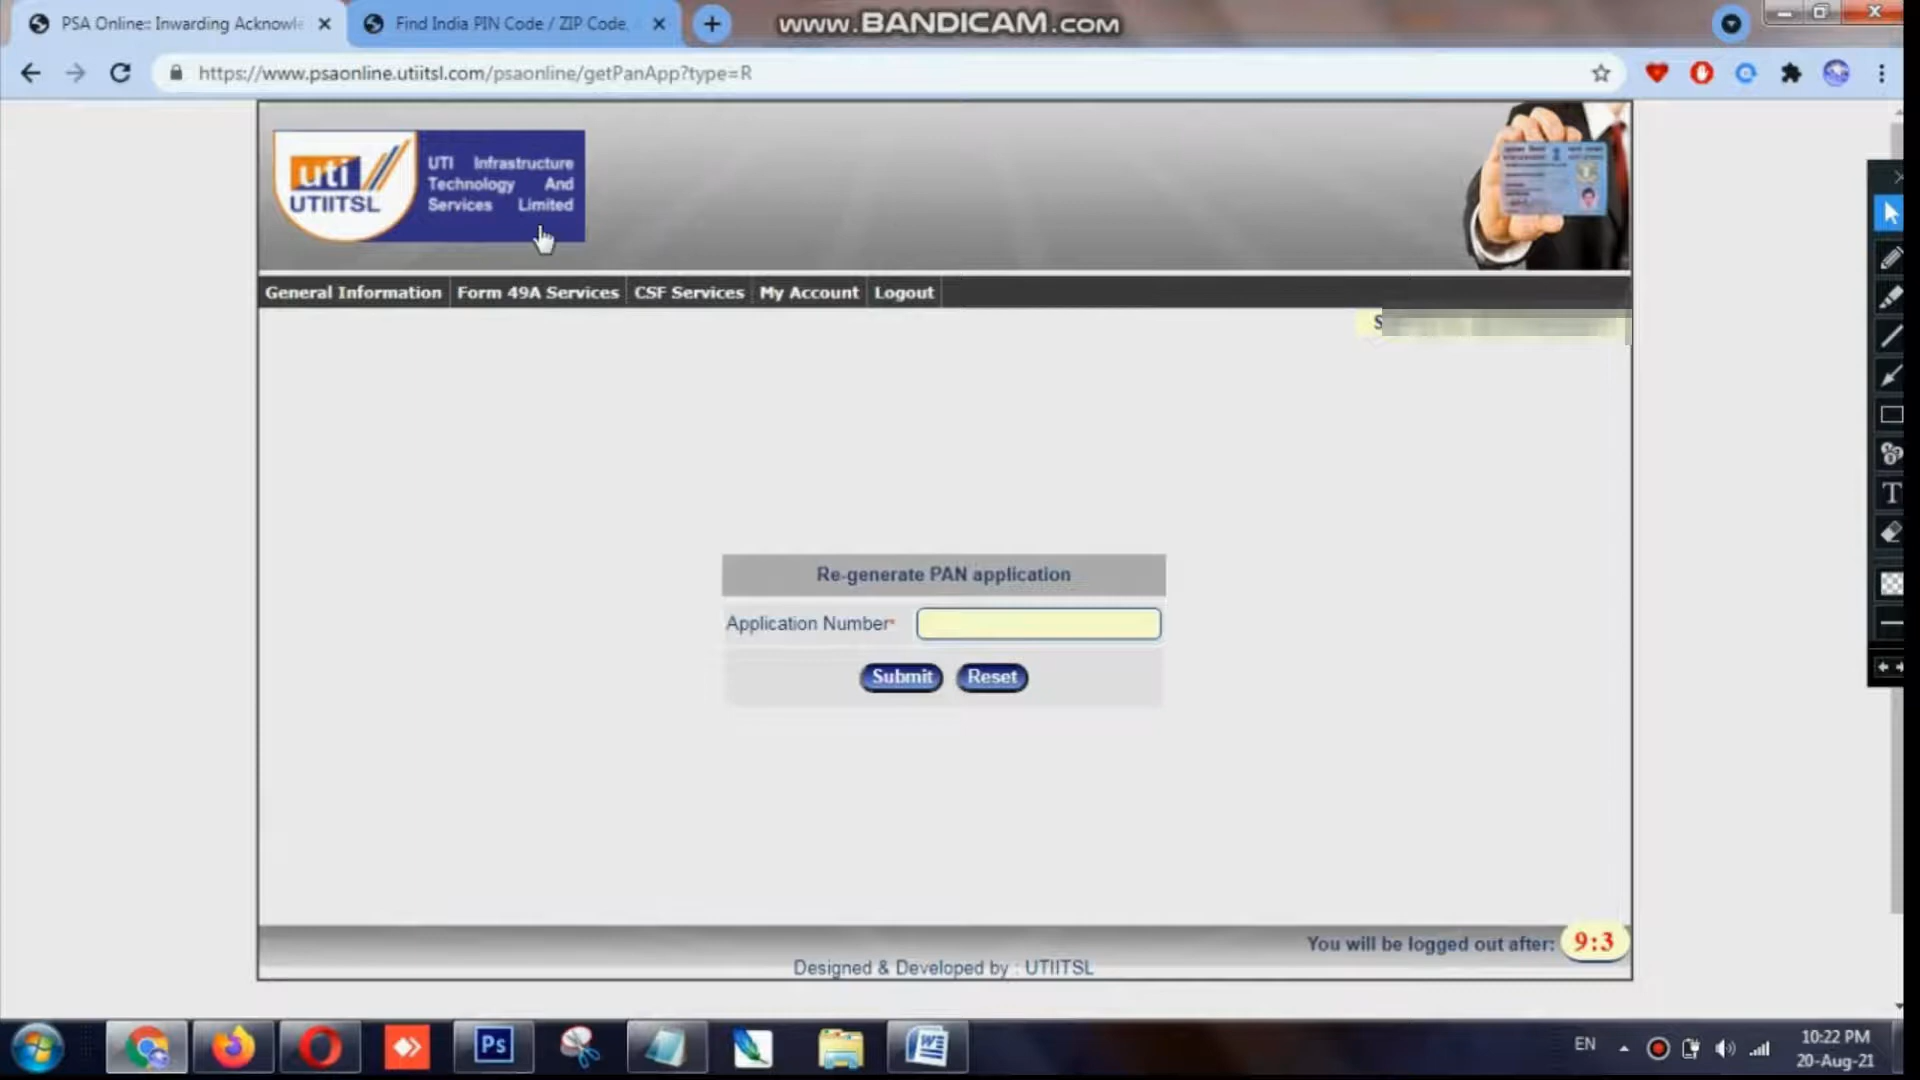 PSA Online:: Inwarding Acknowle
Find India PIN Code / ZIP Code,
www.BANDICAM.com
https://www.psaonline.utiitsl.com/psaonline/getPanApp?type=R
uti
UTIITSL
UTI Infrastructure
Technology And
Services Limited
General Information
Form 49A Services
CSF Services
My Account
Logout
S
Re-generate PAN application
Application Number*
Submit
Reset
You will be logged out after:
9:3
Designed & Developed by : UTIITSL
T
Ps
W
EN
10:22 PM
20-Aug-21